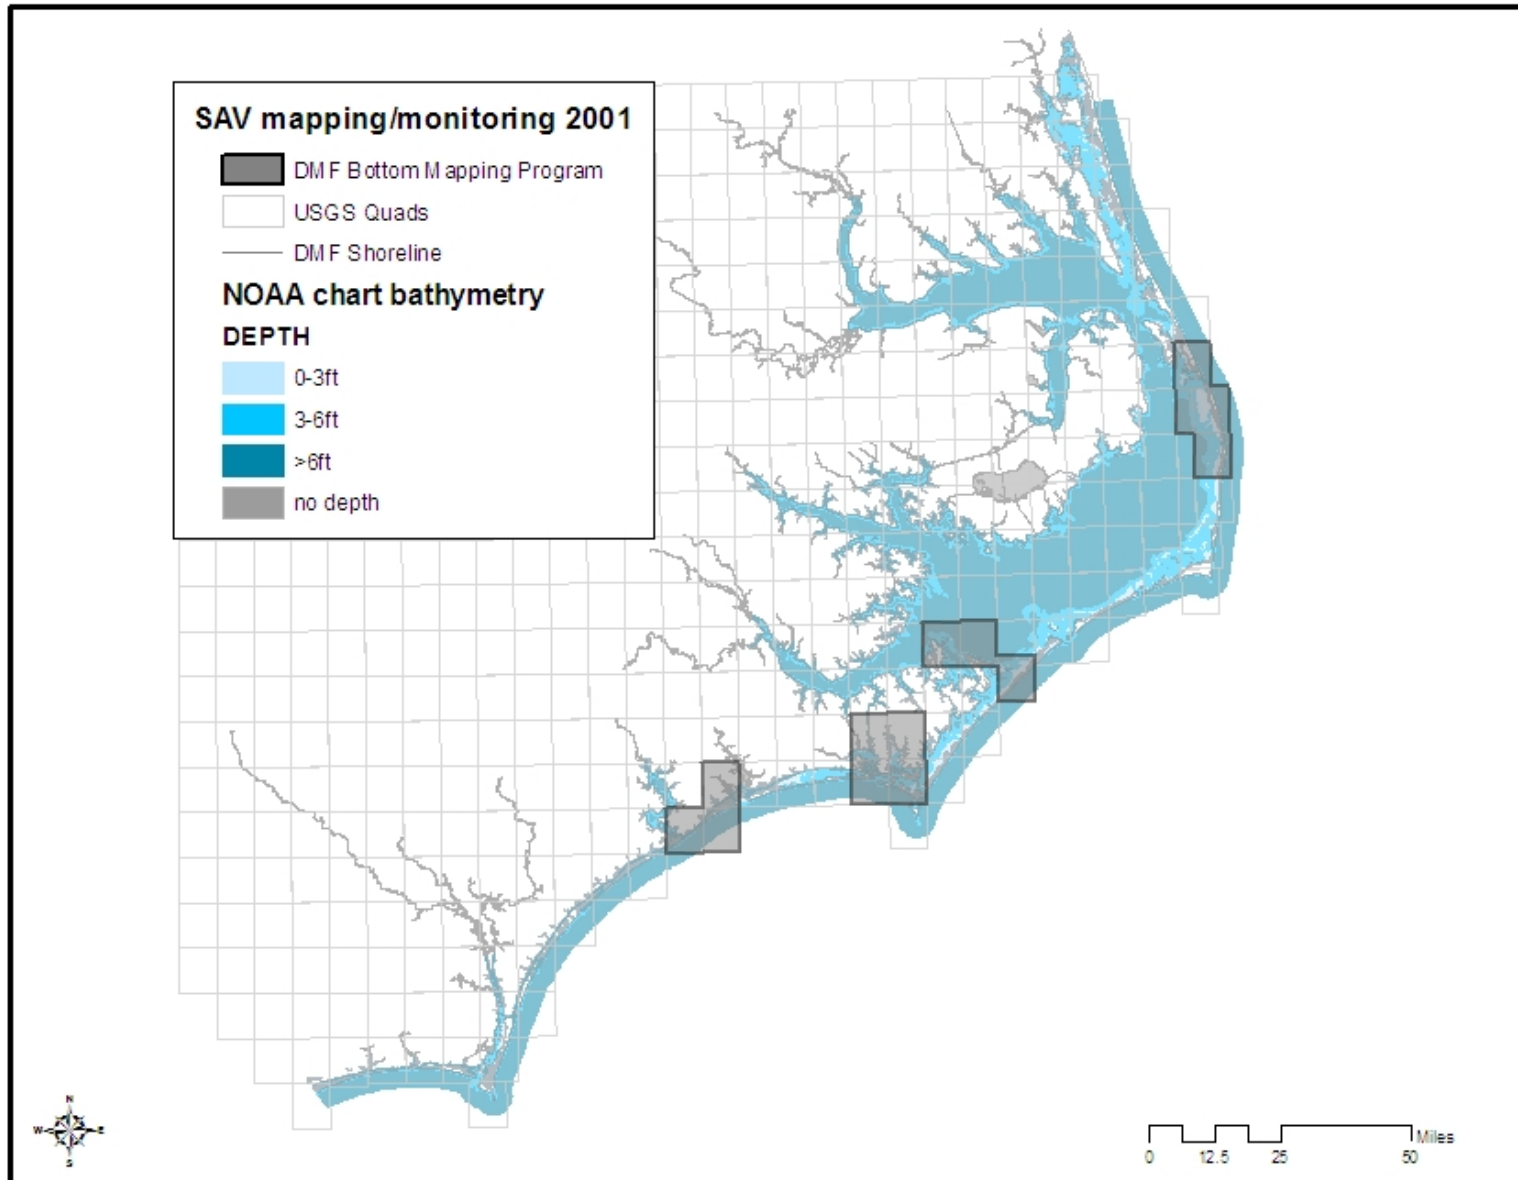 SAV mapping/monitoring 2001
DMF Bottom Mapping Program
USGS Quads
DMF Shoreline
NOAA chart bathymetry
DEPTH
0-3ft
3-6ft
>6ft
no depth
N
W E
S
Miles
0 12.5 25 50